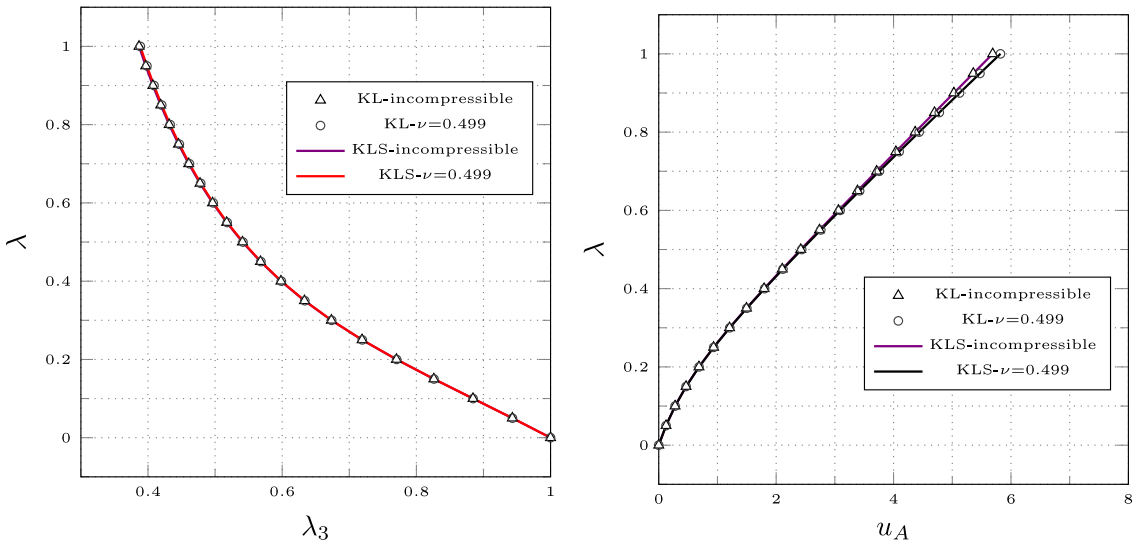 1
0.8
0.6
0.4
0.2
0
λ
0.4 0.6 0.8 1
λ₃
KL-incompressible
KL-ν=0.499
KLS-incompressible
KLS-ν=0.499
1
0.8
0.6
0.4
0.2
0
λ
0 2 4 6 8
u_A
KL-incompressible
KL-ν=0.499
KLS-incompressible
KLS-ν=0.499